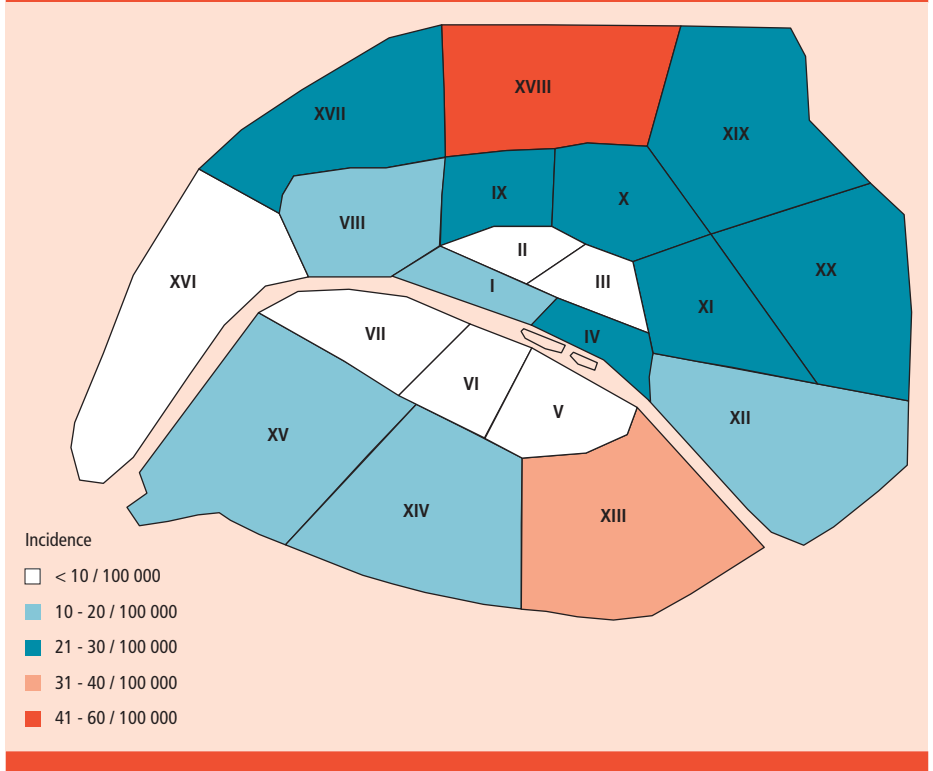 XVIII
XVII
XIX
IX
X
VIII
II
XX
XVI
III
I
XI
IV
VII
VI
V
XII
XV
XIV
XIII
Incidence
< 10 / 100 000
10 - 20 / 100 000
21 - 30 / 100 000
31 - 40 / 100 000
41 - 60 / 100 000